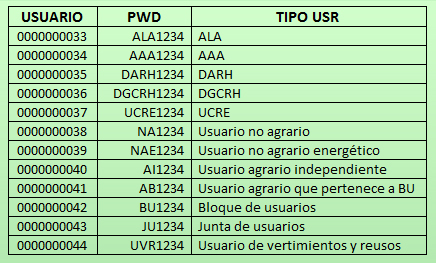 USUARIO PWD TIPO USR
0000000033 ALA1234 ALA
0000000034 AAA1234 AAA
0000000035 DARH1234 DARH
0000000036 DGCRH1234 DGCRH
0000000037 UCRE1234 UCRE
0000000038 NA1234 Usuario no agrario
0000000039 NAE1234 Usuario no agrario energético
0000000040 AI1234 Usuario agrario independiente
0000000041 AB1234 Usuario agrario que pertenece a BU
0000000042 BU1234 Bloque de usuarios
0000000043 JU1234 Junta de usuarios
0000000044 UVR1234 Usuario de vertimientos y reusos